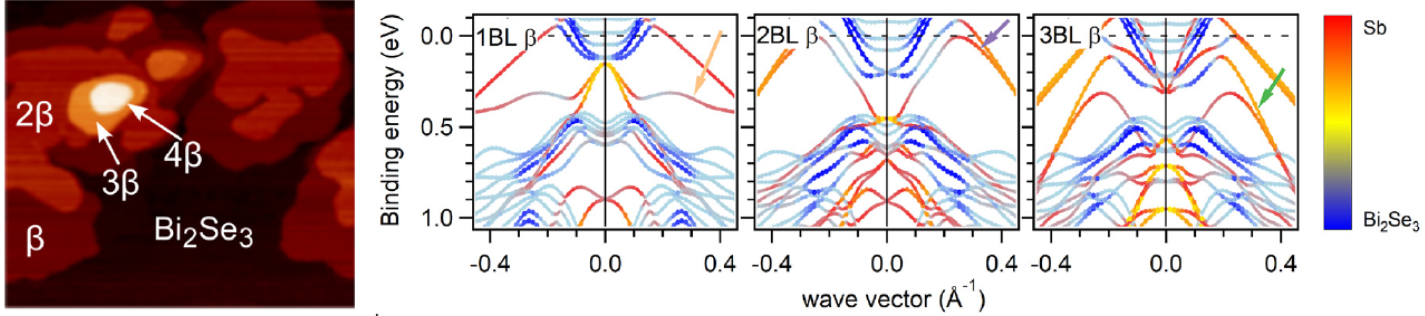 2β
3β
4β
β
Bi₂Se₃
Binding energy (eV)
0.0
0.5
1.0
1BL β
2BL β
3BL β
-0.4
0.0
0.4
-0.4
0.0
0.4
-0.4
0.0
0.4
wave vector (Å⁻¹)
Sb
Bi₂Se₃